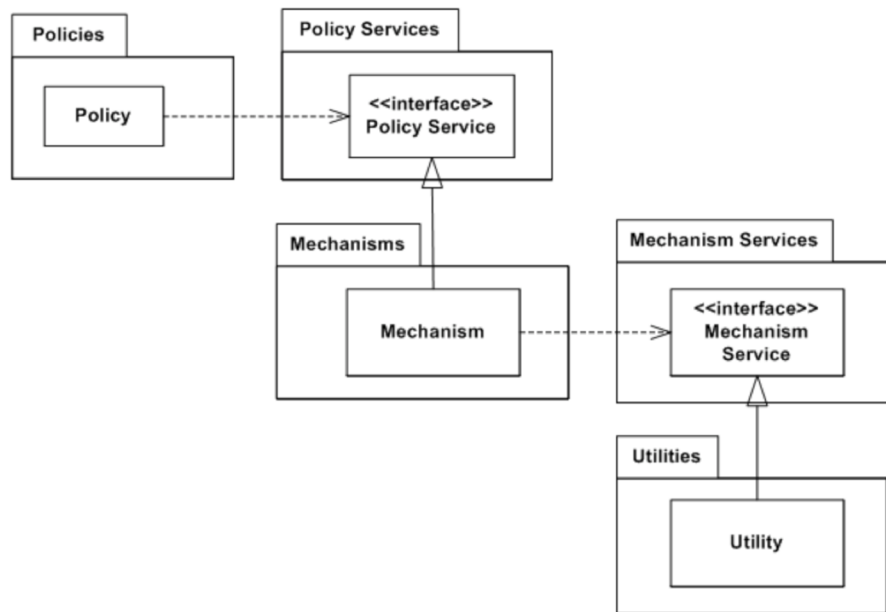 Policies
Policy Services
Policy
<<interface>>
Policy Service
Mechanisms
Mechanism Services
Mechanism
<<interface>>
Mechanism
Service
Utilities
Utility